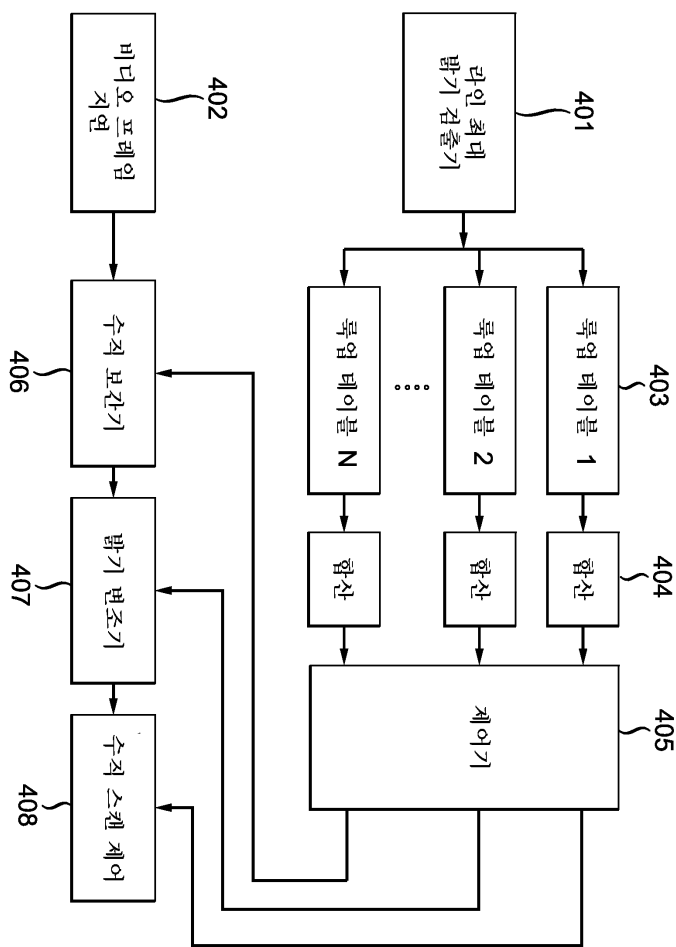 403
404
405
401
룩업 테이블 1
합산
라인 최대
밝기 검출기
룩업 테이블 2
합산
제어기
....
룩업 테이블 N
합산
402
비디오 프레임
지연
수직 보간기
밝기 변조기
수직 스캔 제어
406
407
408